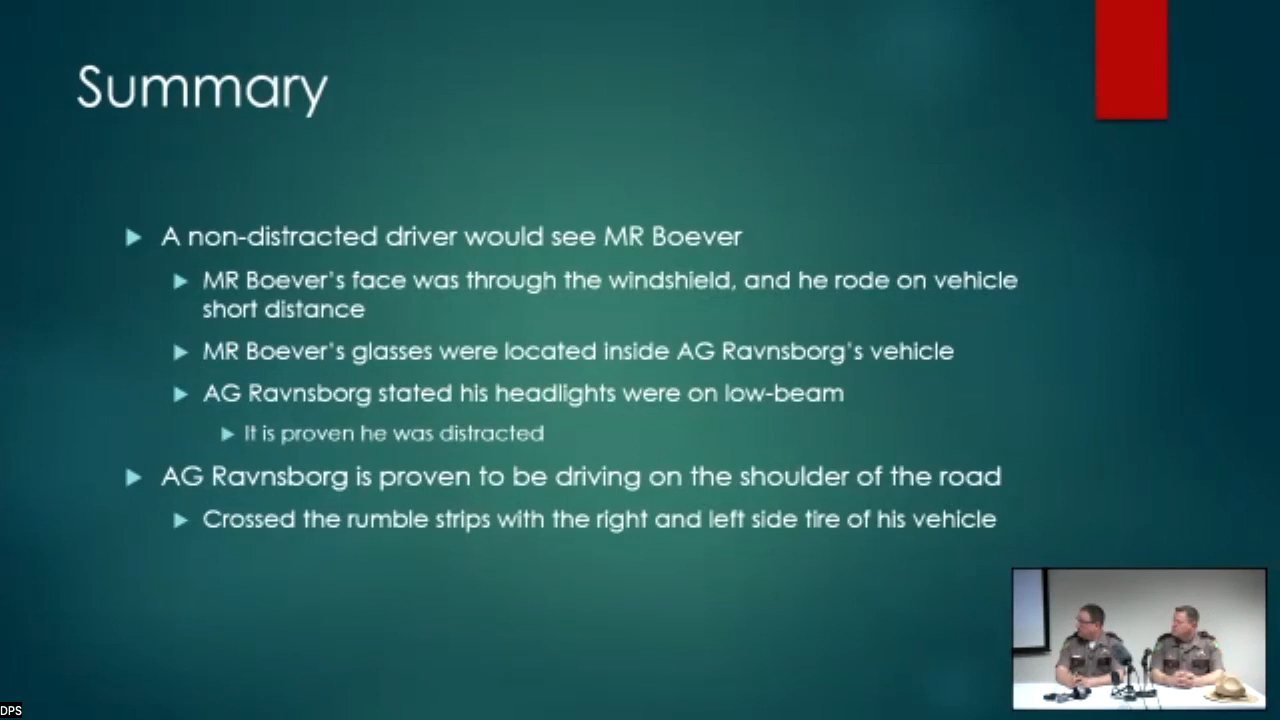 Summary
A non-distracted driver would see MR Boever
MR Boever's face was through the windshield, and he rode on vehicle
short distance
MR Boever's glasses were located inside AG Ravnsborg's vehicle
AG Ravnsborg stated his headlights were on low-beam
It is proven he was distracted
AG Ravnsborg is proven to be driving on the shoulder of the road
Crossed the rumble strips with the right and left side tire of his vehicle
DPS